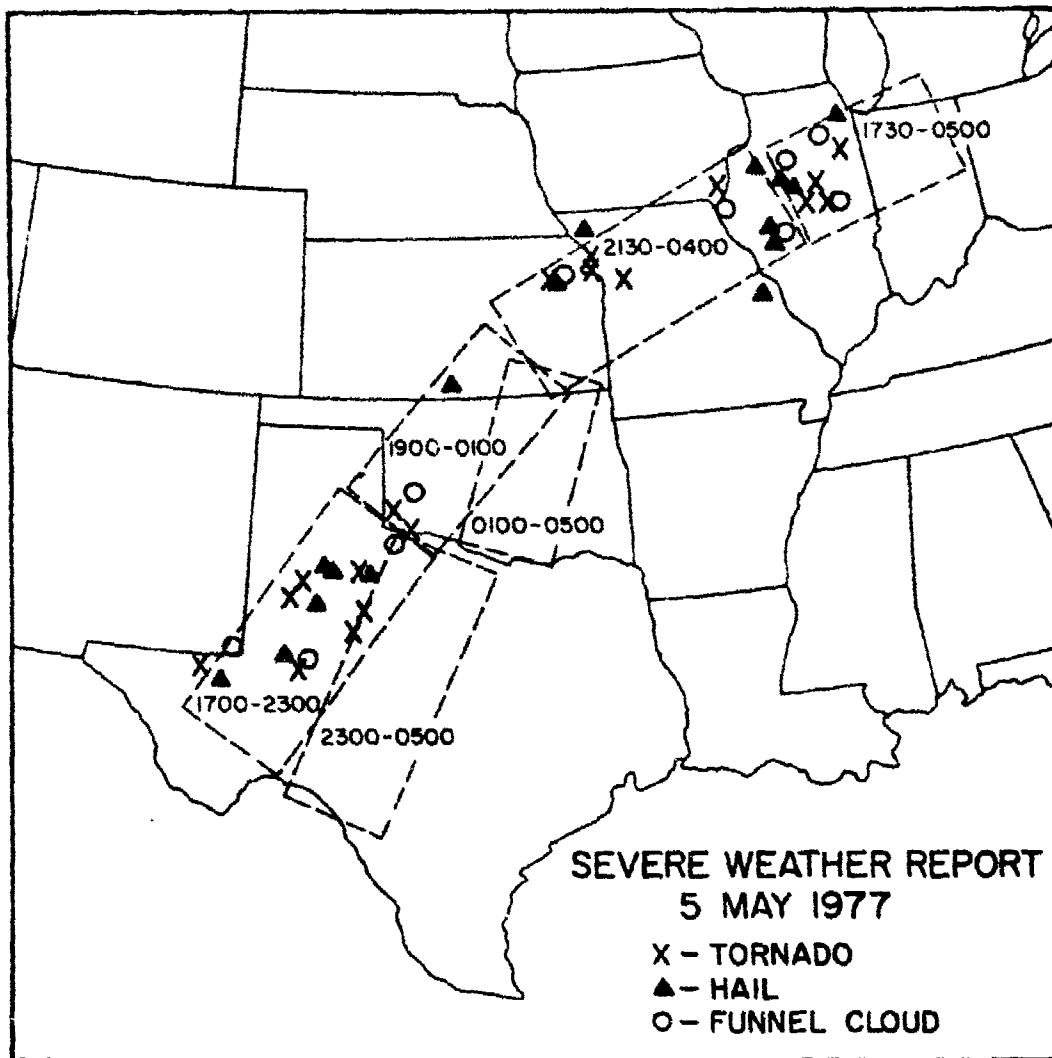 1730-0500
2130-0400
1900-0100
0100-0500
1700-2300
2300-0500
SEVERE WEATHER REPORT
5 MAY 1977
X - TORNADO
▲ - HAIL
O - FUNNEL CLOUD